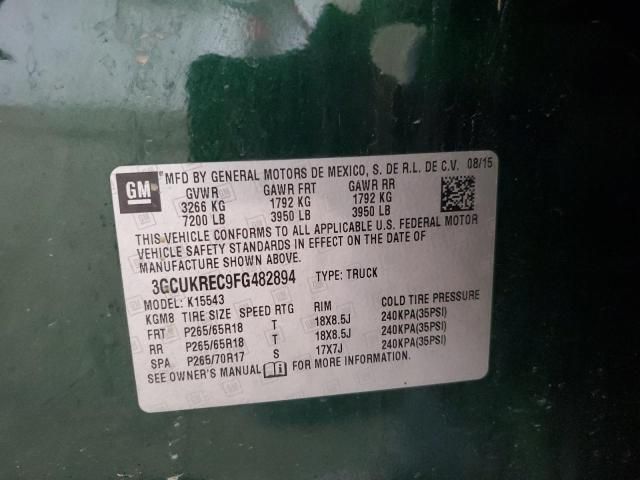 GM
MFD BY GENERAL MOTORS DE MEXICO, S. DE R.L. DE C.V. 08/15
GVWR GAWR FRT GAWR RR
3266 KG 1792 KG 1792 KG
7200 LB 3950 LB 3950 LB
THIS VEHICLE CONFORMS TO ALL APPLICABLE U.S. FEDERAL MOTOR
VEHICLE SAFETY STANDARDS IN EFFECT ON THE DATE OF
MANUFACTURE SHOWN ABOVE.
3GCUKREC9FG482894 TYPE: TRUCK
MODEL: K15543
KGM8 TIRE SIZE SPEED RTG RIM COLD TIRE PRESSURE
FRT P265/65R18 T 18X8.5J 240KPA(35PSI)
RR P265/65R18 T 18X8.5J 240KPA(35PSI)
SPA P265/70R17 S 17X7J 240KPA(35PSI)
SEE OWNER'S MANUAL FOR MORE INFORMATION.